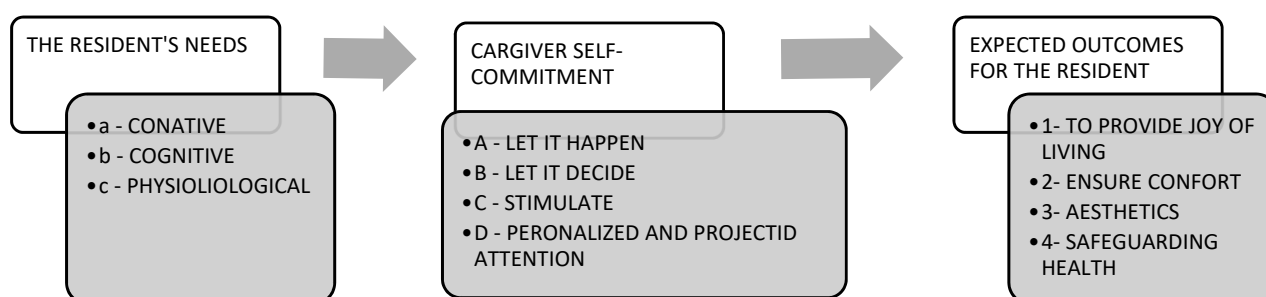 THE RESIDENT'S NEEDS
•a - CONATIVE
•b - COGNITIVE
•c - PHYSIOLIOLOGICAL
CARGIVER SELF-
COMMITMENT
•A - LET IT HAPPEN
•B - LET IT DECIDE
•C - STIMULATE
•D - PERONALIZED AND PROJECTID
ATTENTION
EXPECTED OUTCOMES
FOR THE RESIDENT
•1- TO PROVIDE JOY OF
LIVING
•2- ENSURE CONFORT
•3- AESTHETICS
•4- SAFEGUARDING
HEALTH